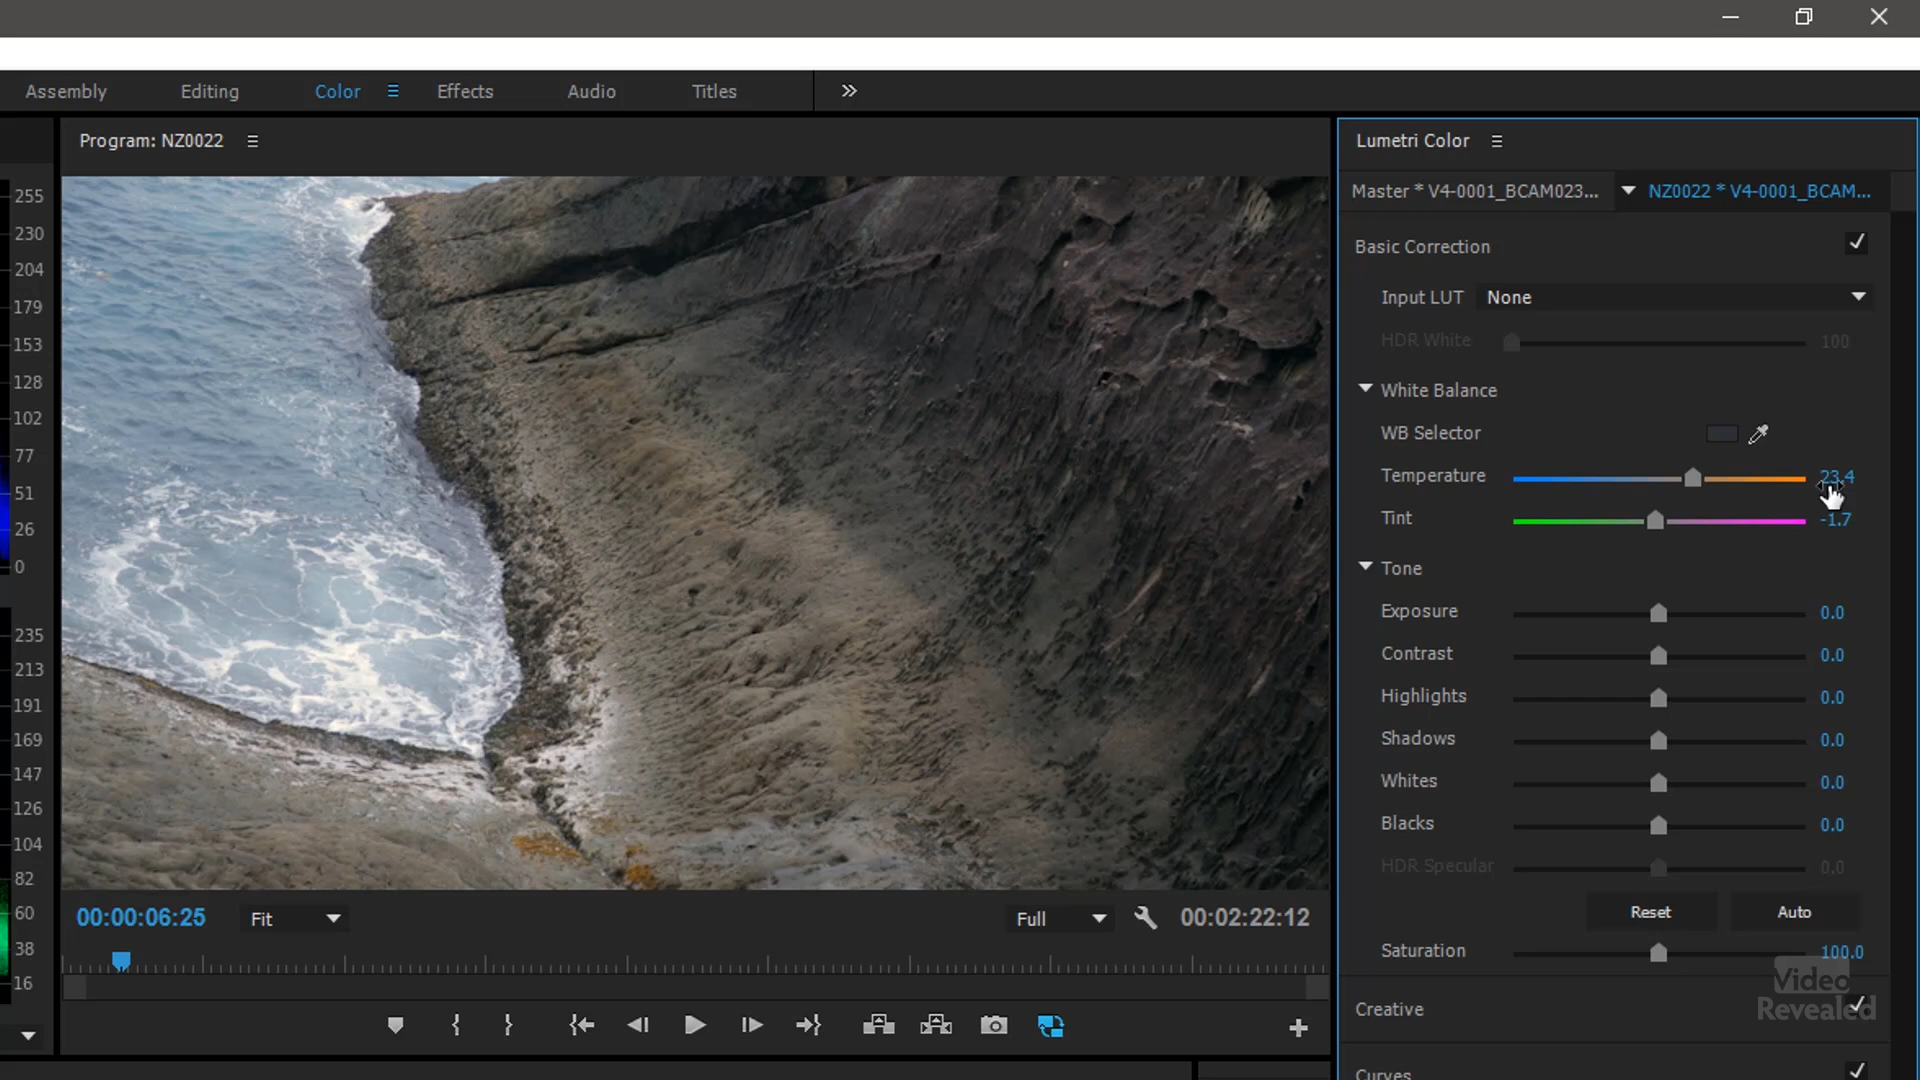 Assembly Editing Color Effects Audio Titles
Program: NZ0022
255
230
204
179
153
128
102
77
51
26
0
235
213
191
169
147
126
104
82
60
38
16
00:00:06:25 Fit Full 00:02:22:12
Lumetri Color
Master * V4-0001_BCAM023... NZ0022 * V4-0001_BCAM...
Basic Correction
Input LUT None
HDR White 100
White Balance
WB Selector
Temperature 23.4
Tint -1.7
Tone
Exposure 0.0
Contrast 0.0
Highlights 0.0
Shadows 0.0
Whites 0.0
Blacks 0.0
HDR Specular 0.0
Reset Auto
Saturation 100.0
Creative
Curves
Video
Revealed